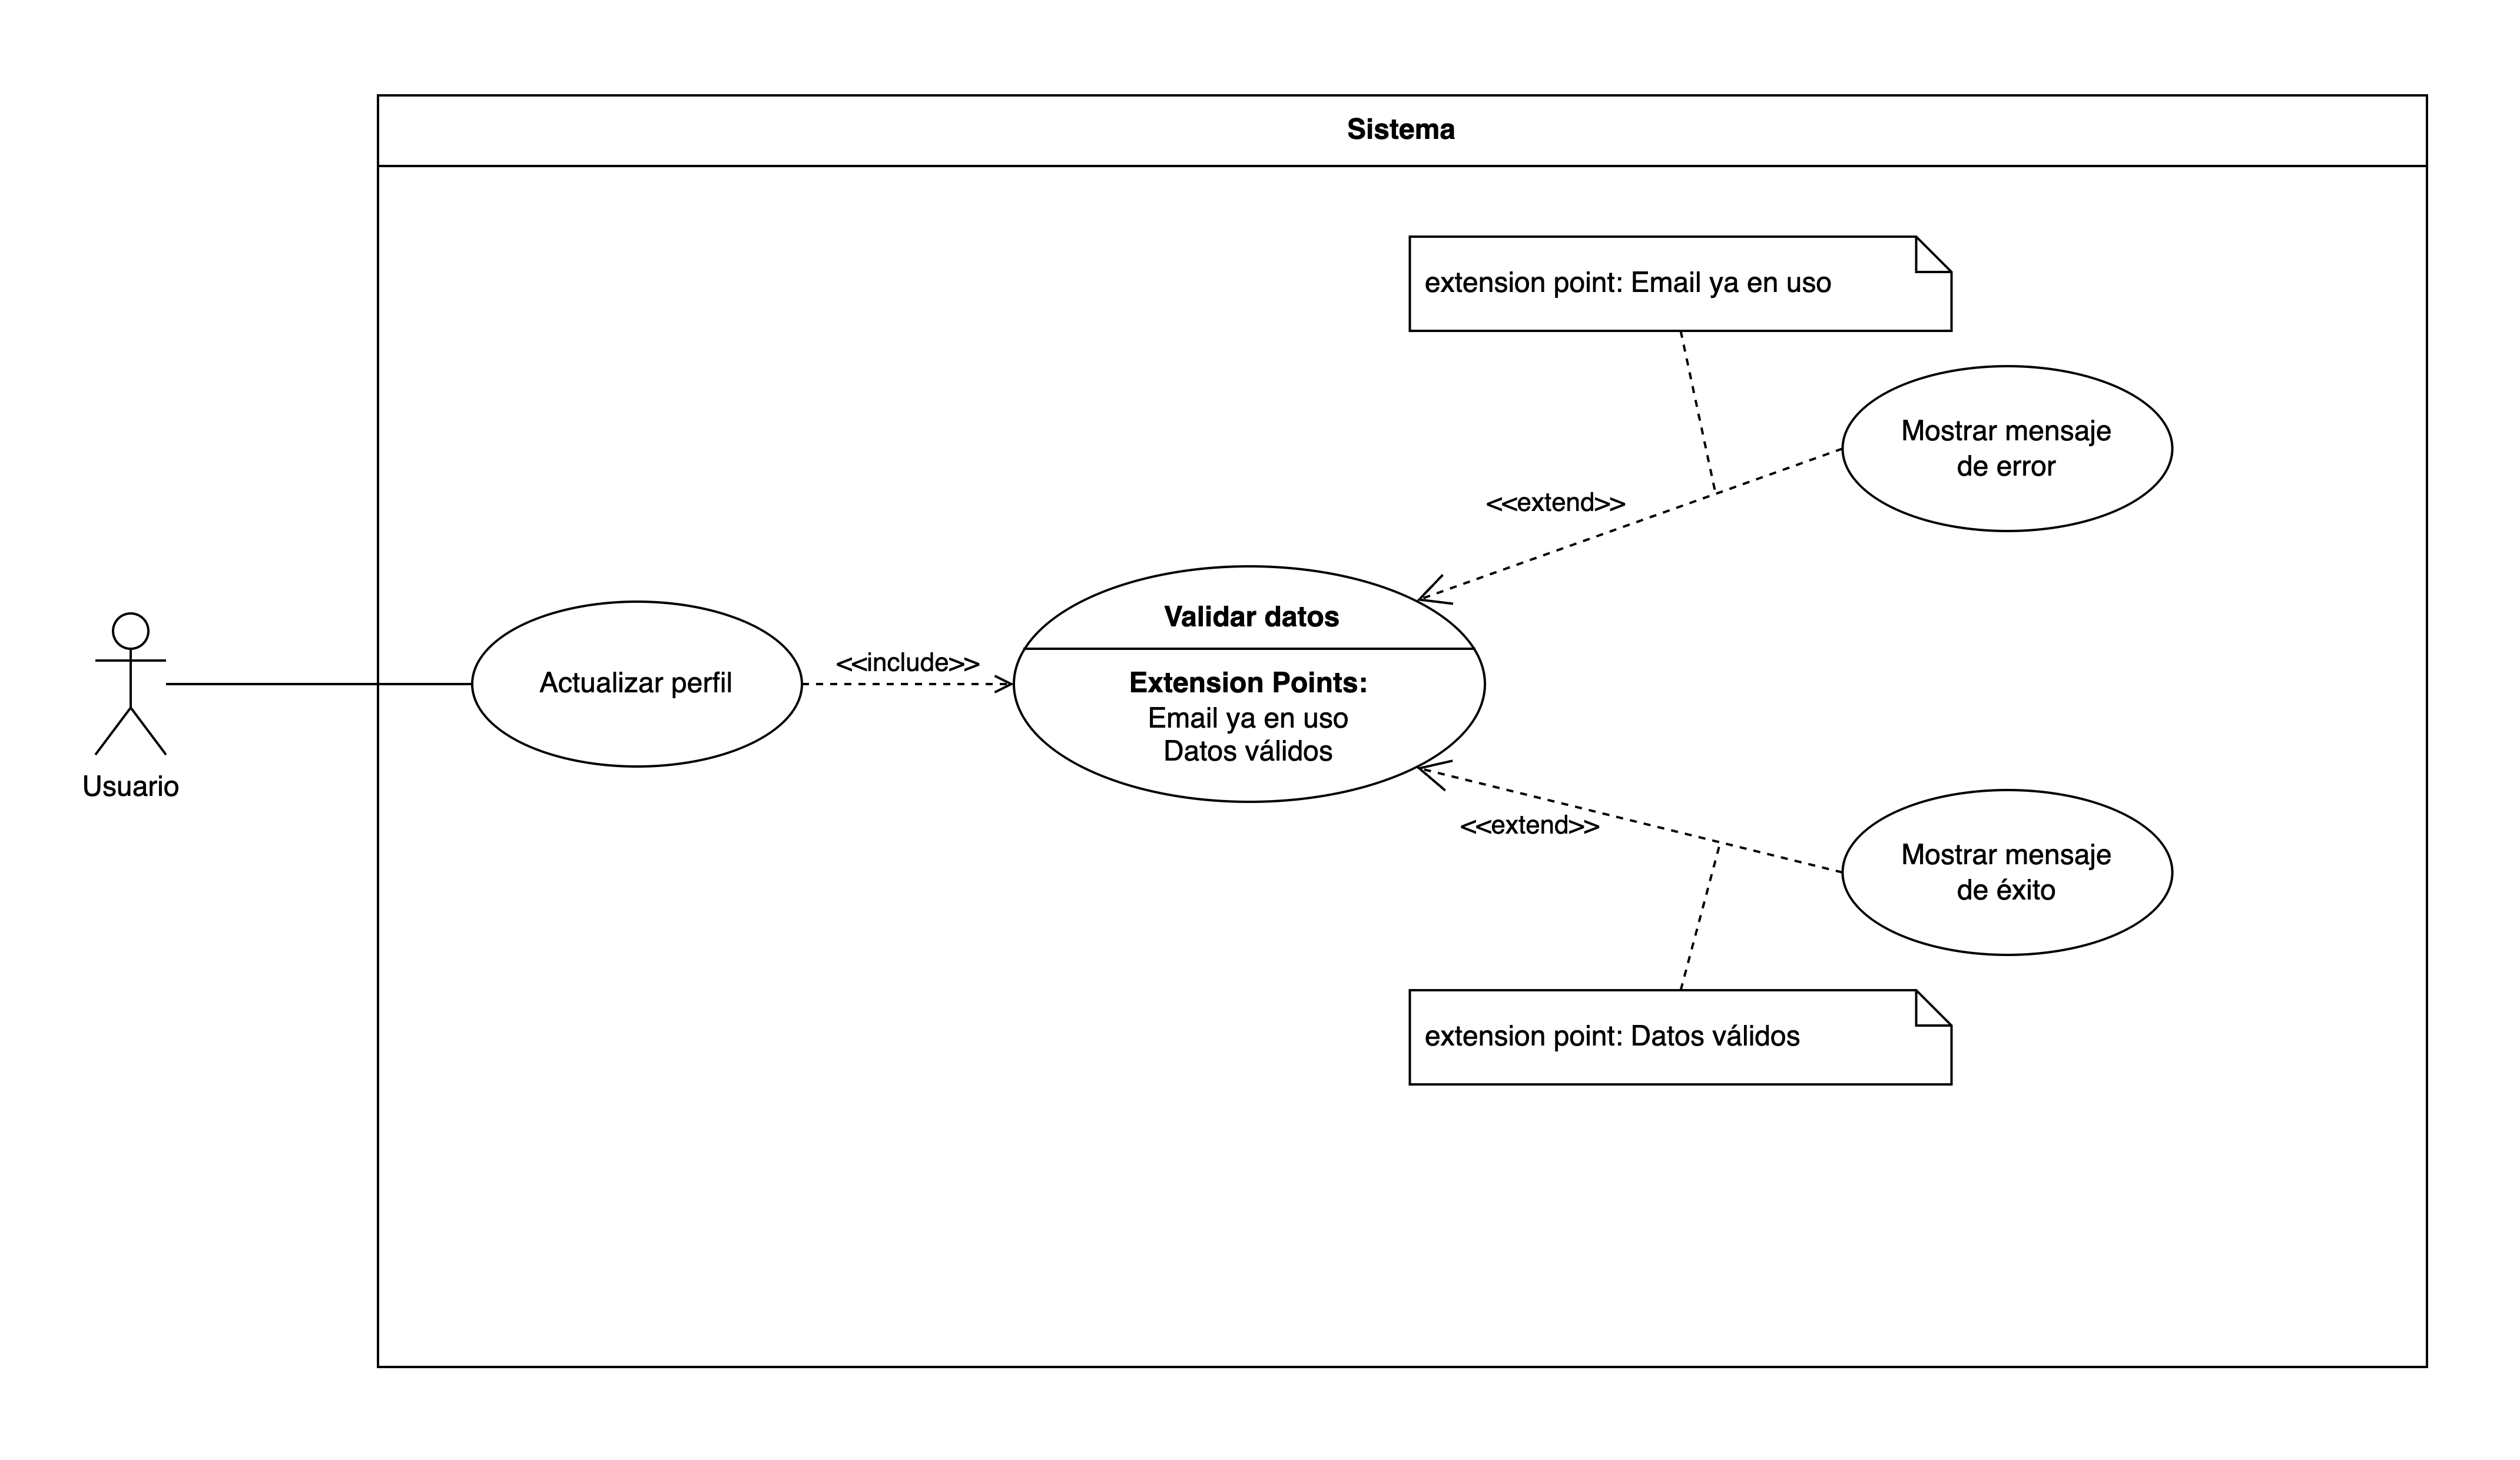 Sistema
extension point: Email ya en uso
Mostrar mensaje
de error
<<extend>>
Validar datos
<<include>>
Actualizar perfil
Extension Points:
Email ya en uso
Datos válidos
Usuario
<<extend>>
Mostrar mensaje
de éxito
extension point: Datos válidos